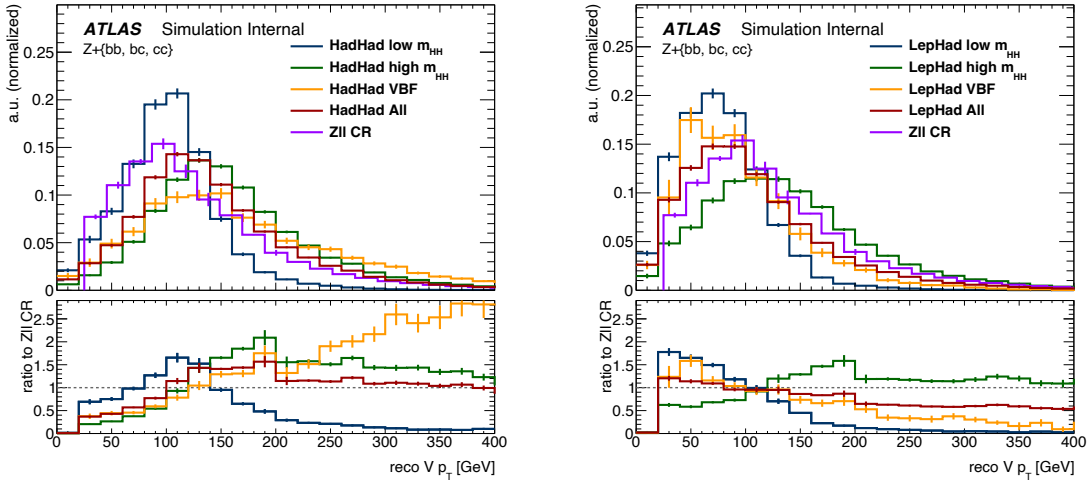 ATLAS Simulation Internal
Z+{bb, bc, cc}
HadHad low m_HH
HadHad high m_HH
HadHad VBF
HadHad All
Zll CR
a.u. (normalized)
0.25
0.2
0.15
0.1
0.05
0
ratio to Zll CR
2.5
2
1.5
1
0.5
0
0 50 100 150 200 250 300 350 400
reco V p_T [GeV]
ATLAS Simulation Internal
Z+{bb, bc, cc}
LepHad low m_HH
LepHad high m_HH
LepHad VBF
LepHad All
Zll CR
a.u. (normalized)
0.25
0.2
0.15
0.1
0.05
0
ratio to Zll CR
2.5
2
1.5
1
0.5
0
0 50 100 150 200 250 300 350 400
reco V p_T [GeV]